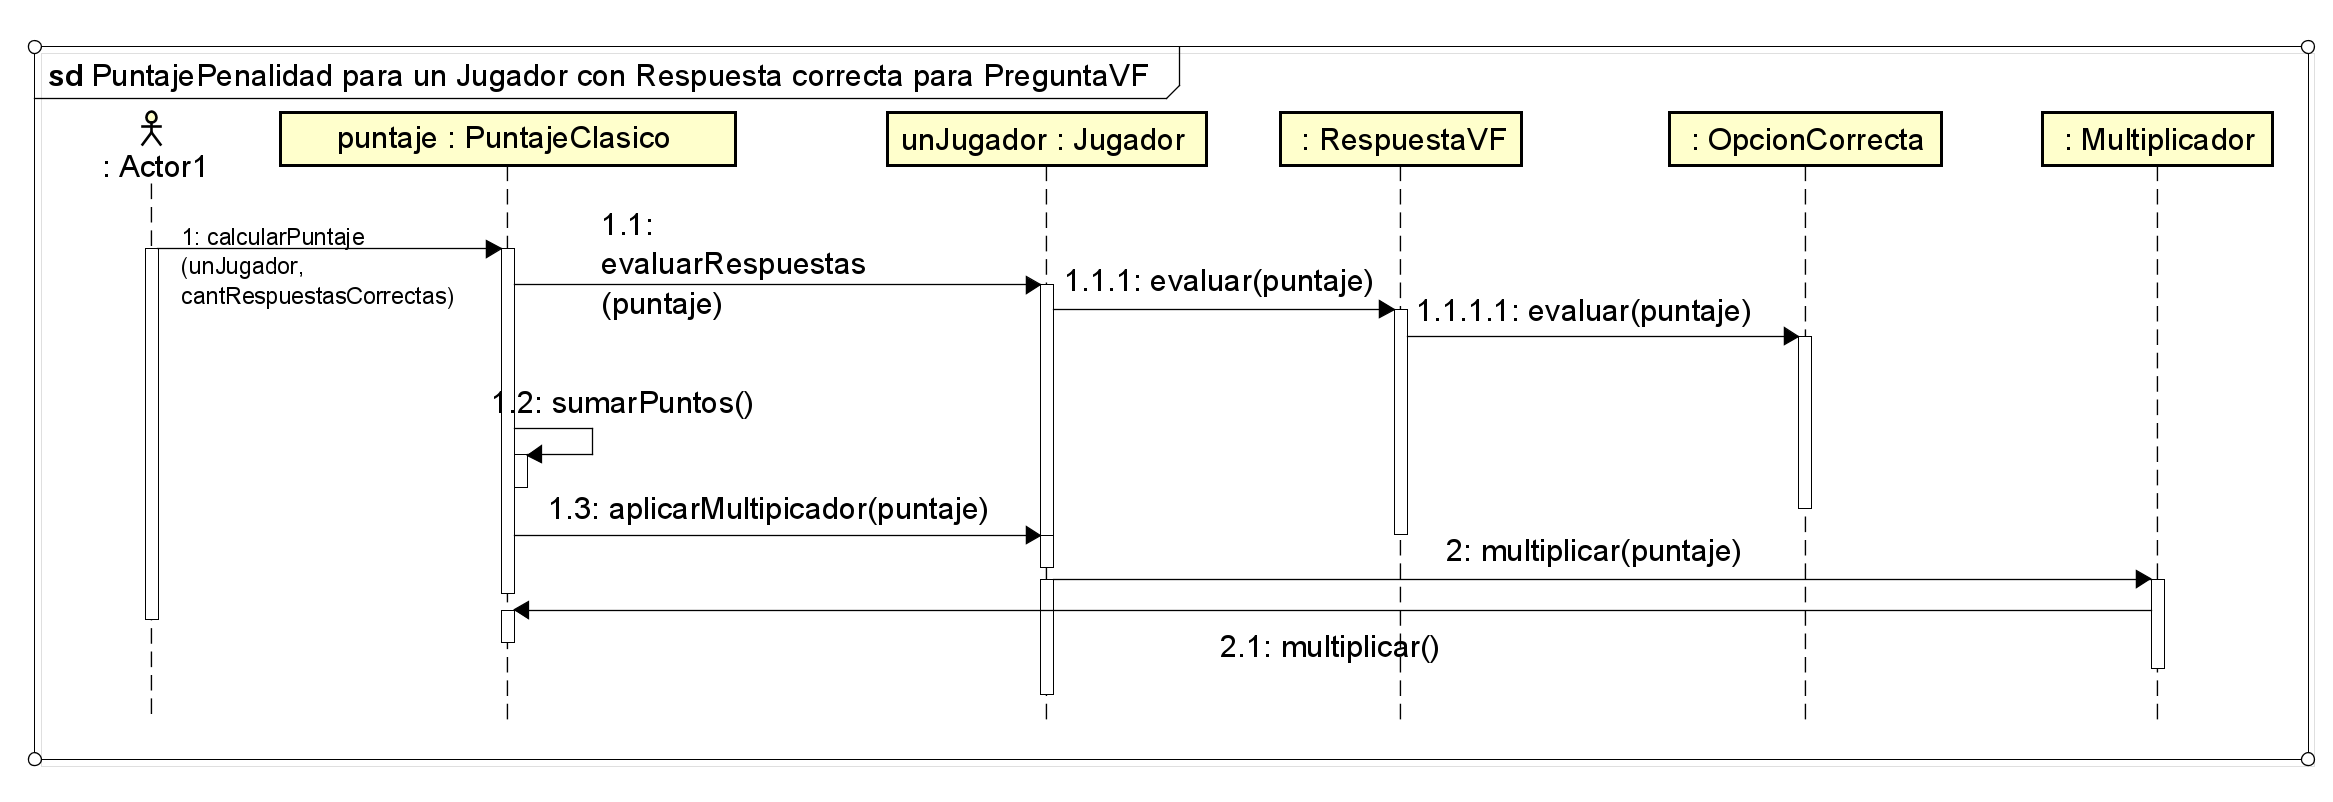 sd PuntajePenalidad para un Jugador con Respuesta correcta para PreguntaVF
: Actor1
puntaje : PuntajeClasico
unJugador : Jugador
: RespuestaVF
: OpcionCorrecta
: Multiplicador
1: calcularPuntaje
(unJugador,
cantRespuestasCorrectas)
1.1:
evaluarRespuestas
(puntaje)
1.1.1: evaluar(puntaje)
1.1.1.1: evaluar(puntaje)
1.2: sumarPuntos()
1.3: aplicarMultipicador(puntaje)
2: multiplicar(puntaje)
2.1: multiplicar()